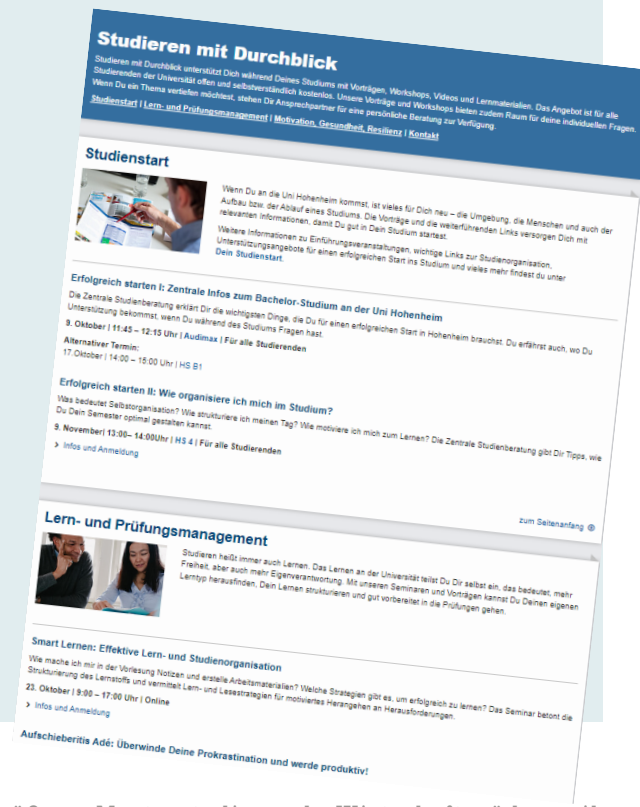 Studieren mit Durchblick
Studieren mit Durchblick unterstützt Dich während Deines Studiums mit Vorträgen, Workshops, Videos und Lernmaterialien. Das Angebot ist für alle
Studierenden der Universität offen und selbstverständlich kostenlos. Unsere Vorträge und Workshops bieten zudem Raum für deine individuellen Fragen.
Wenn Du ein Thema vertiefen möchtest, stehen Dir Ansprechpartner für eine persönliche Beratung zur Verfügung.
Studienstart | Lern- und Prüfungsmanagement | Motivation, Gesundheit, Resilienz | Kontakt
Studienstart
Wenn Du an die Uni Hohenheim kommst, ist vieles für Dich neu – die Umgebung, die Menschen und auch der
Aufbau bzw. der Ablauf eines Studiums. Die Vorträge und die weiterführenden Links versorgen Dich mit
relevanten Informationen, damit Du gut in Dein Studium startest.
Weitere Informationen zu Einführungsveranstaltungen, wichtige Links zur Studienorganisation,
Unterstützungsangebote für einen erfolgreichen Start ins Studium und vieles mehr findest du unter
Dein Studienstart.
Erfolgreich starten I: Zentrale Infos zum Bachelor-Studium an der Uni Hohenheim
Die Zentrale Studienberatung erklärt Dir die wichtigsten Dinge, die Du für einen erfolgreichen Start in Hohenheim brauchst. Du erfährst auch, wo Du
Unterstützung bekommst, wenn Du während des Studiums Fragen hast.
9. Oktober | 11:45 – 12:15 Uhr | Audimax | Für alle Studierenden
Alternativer Termin:
17.Oktober | 14:00 – 15:00 Uhr | HS B1
Erfolgreich starten II: Wie organisiere ich mich im Studium?
Was bedeutet Selbstorganisation? Wie strukturiere ich meinen Tag? Wie motiviere ich mich zum Lernen? Die Zentrale Studienberatung gibt Dir Tipps, wie
Du Dein Semester optimal gestalten kannst.
9. November| 13:00– 14:00Uhr | HS 4 | Für alle Studierenden
Infos und Anmeldung
zum Seitenanfang
Lern- und Prüfungsmanagement
Studieren heißt immer auch Lernen. Das Lernen an der Universität teilst Du Dir selbst ein, das bedeutet, mehr
Freiheit, aber auch mehr Eigenverantwortung. Mit unseren Seminaren und Vorträgen kannst Du Deinen eigenen
Lerntyp herausfinden, Dein Lernen strukturieren und gut vorbereitet in die Prüfungen gehen.
Smart Lernen: Effektive Lern- und Studienorganisation
Wie mache ich mir in der Vorlesung Notizen und erstelle Arbeitsmaterialien? Welche Strategien gibt es, um erfolgreich zu lernen? Das Seminar betont die
Strukturierung des Lernstoffs und vermittelt Lern- und Lesestrategien für motiviertes Herangehen an Herausforderungen.
23. Oktober | 9:00 – 17:00 Uhr | Online
Infos und Anmeldung
Aufschieberitis Adé: Überwinde Deine Prokrastination und werde produktiv!